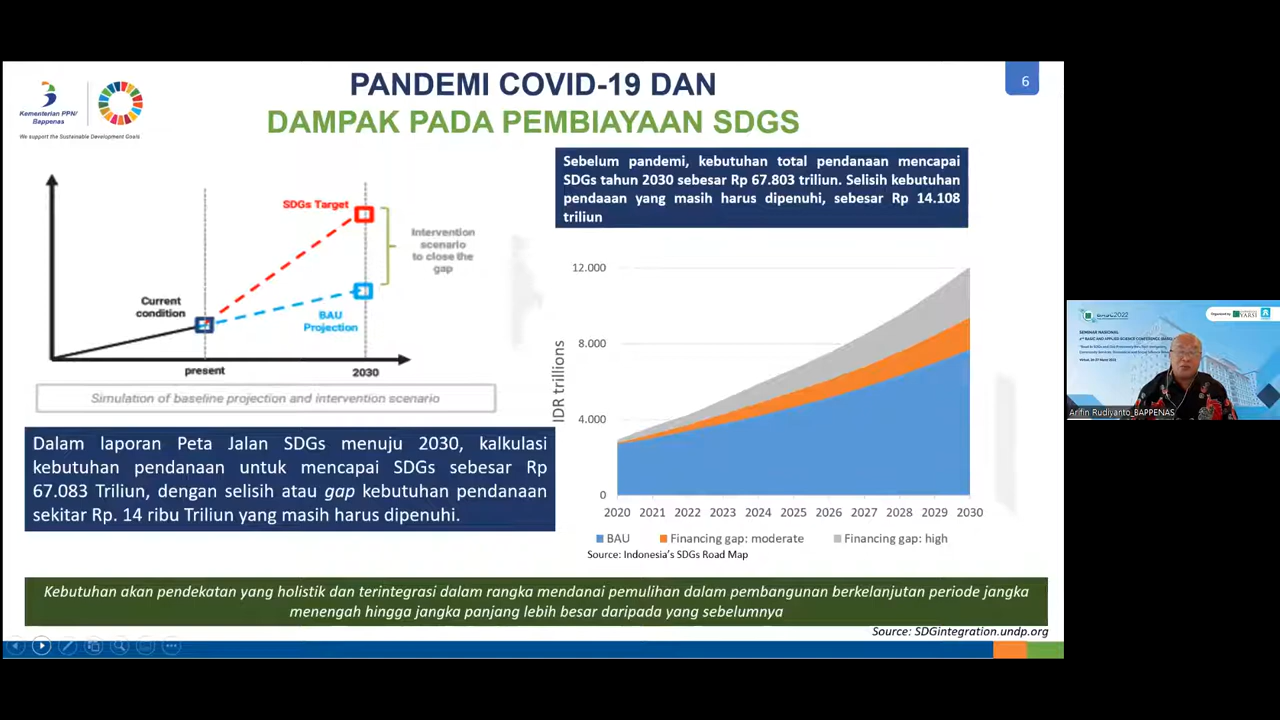 PANDEMI COVID-19 DAN
DAMPAK PADA PEMBIAYAAN SDGS
6
Kementerian PPN/
Bappenas
We support the Sustainable Development Goals
SDGs Target
Intervention
scenario
to close the
gap
Current
condition
BAU
Projection
present
2030
Simulation of baseline projection and intervention scenario
Dalam laporan Peta Jalan SDGs menuju 2030, kalkulasi
kebutuhan pendanaan untuk mencapai SDGs sebesar Rp
67.083 Triliun, dengan selisih atau gap kebutuhan pendanaan
sekitar Rp. 14 ribu Triliun yang masih harus dipenuhi.
Sebelum pandemi, kebutuhan total pendanaan mencapai
SDGs tahun 2030 sebesar Rp 67.803 triliun. Selisih kebutuhan
pendaaan yang masih harus dipenuhi, sebesar Rp 14.108
triliun
IDR trillions
12.000
8.000
4.000
0
2020 2021 2022 2023 2024 2025 2026 2027 2028 2029 2030
BAU Financing gap: moderate Financing gap: high
Source: Indonesia's SDGs Road Map
Kebutuhan akan pendekatan yang holistik dan terintegrasi dalam rangka mendanai pemulihan dalam pembangunan berkelanjutan periode jangka
menengah hingga jangka panjang lebih besar daripada yang sebelumnya
Source: SDGintegration.undp.org
YARSI
SEMINAR NASIONAL
Arifin Rudiyanto_BAPPENAS